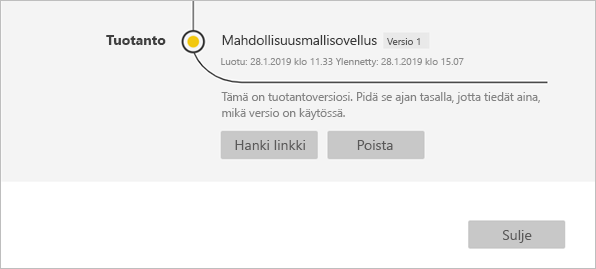 Tuotanto
Mahdollisuusmallisovellus Versio 1
Luotu: 28.1.2019 klo 11.33 Ylennetty: 28.1.2019 klo 15.07
Tämä on tuotantoversiosi. Pidä se ajan tasalla, jotta tiedät aina,
mikä versio on käytössä.
Hanki linkki Poista
Sulje